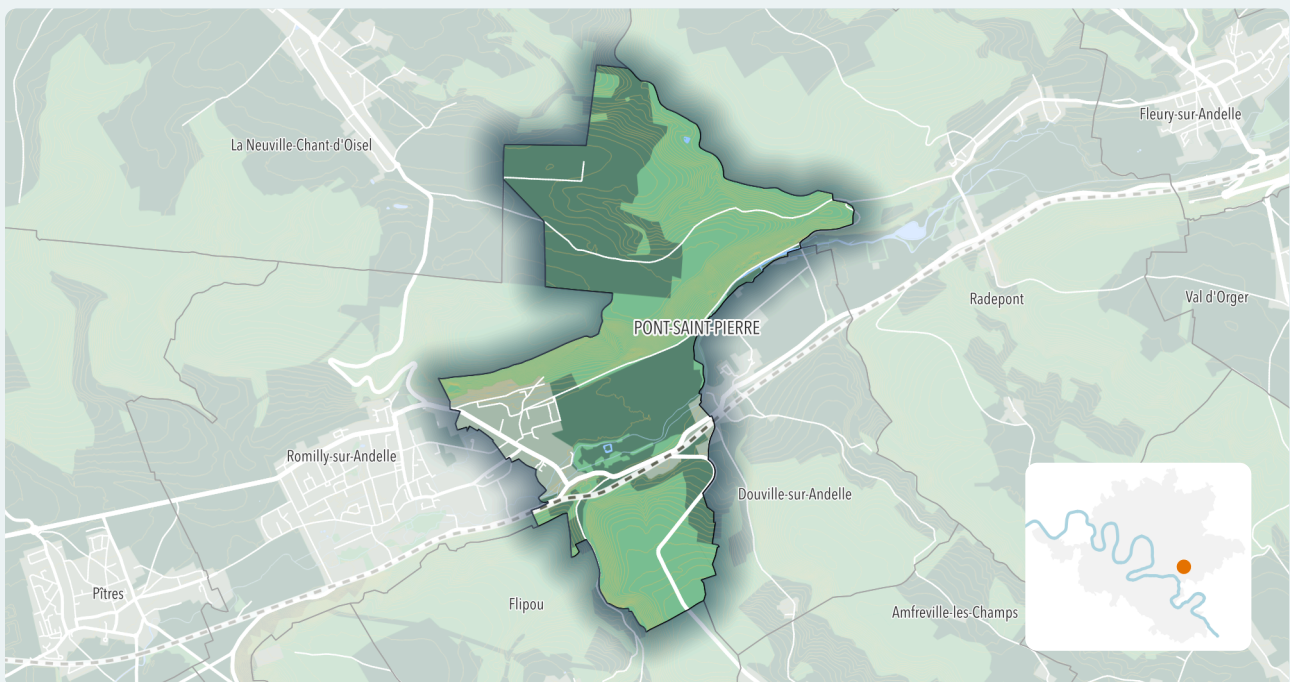 Fleury-sur-Andelle
La Neuville-Chant-d'Oisel
Radepont
Val d'Orger
PONT-SAINT-PIERRE
Romilly-sur-Andelle
Douville-sur-Andelle
Pîtres
Flipou
Amfreville-les-Champs